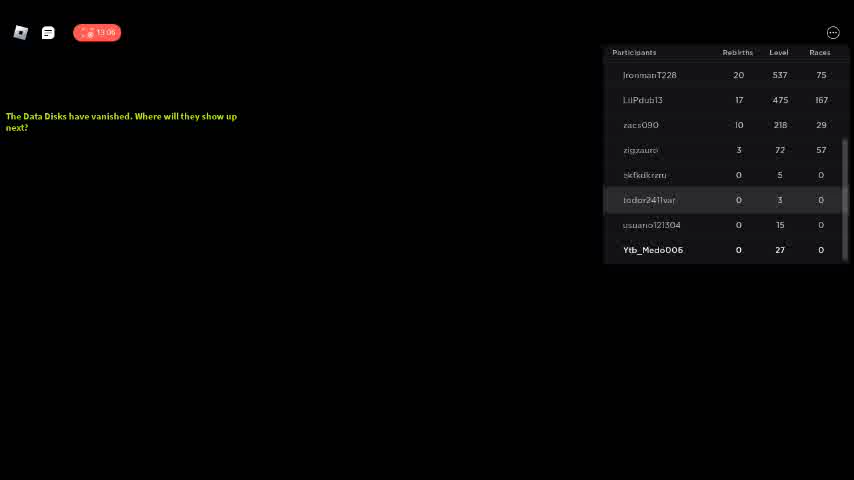 13:06
Participants Rebirths Level Races
IronmanT228 20 537 75
The Data Disks have vanished. Where will they show up
next?
LilPdub13 17 475 167
zacs090 10 218 29
zigzauro 3 72 57
0 5 0
todor2411var 0 3 0
usuario121304 0 15 0
Ytb_Medo006 0 27 0